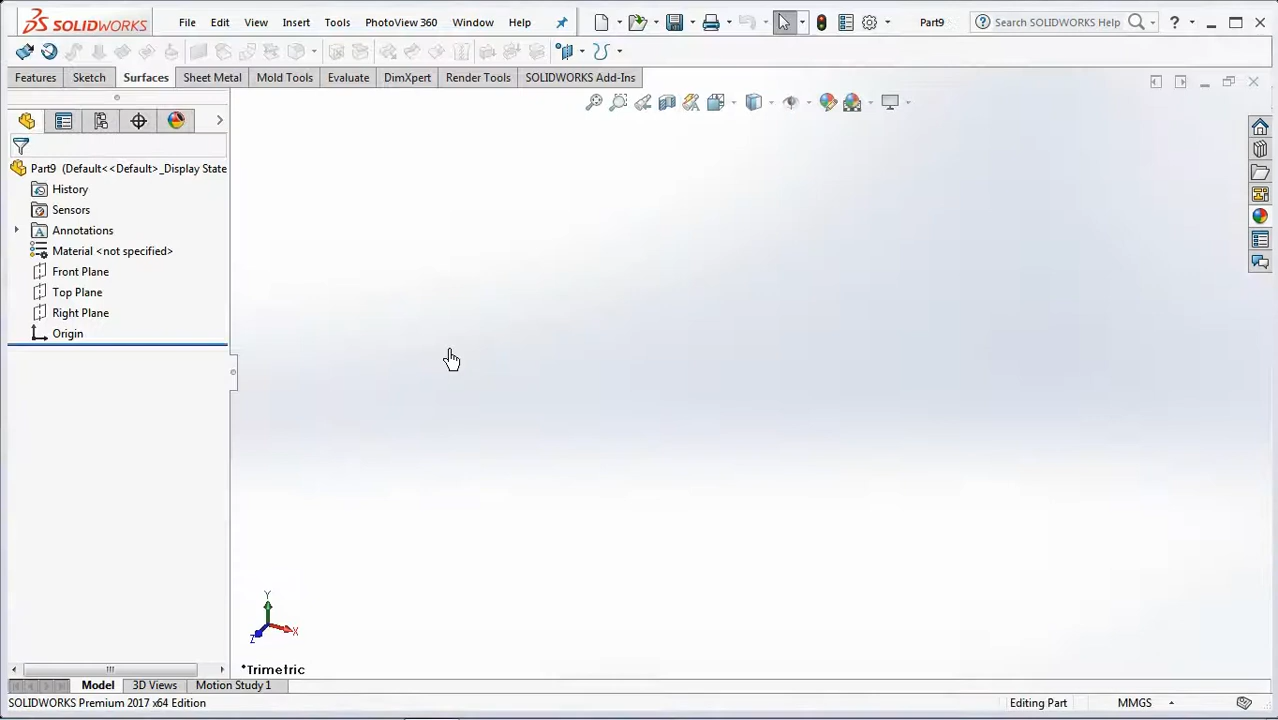 SOLIDWORKS File Edit View Insert Tools PhotoView 360 Window Help Part9 Search SOLIDWORKS Help
Features Sketch Surfaces Sheet Metal Mold Tools Evaluate DimXpert Render Tools SOLIDWORKS Add-Ins
Part9 (Default<<Default>_Display State
History
Sensors
Annotations
Material <not specified>
Front Plane
Top Plane
Right Plane
Origin
Y
Z X
*Trimetric
Model 3D Views Motion Study 1
SOLIDWORKS Premium 2017 x64 Edition Editing Part MMGS